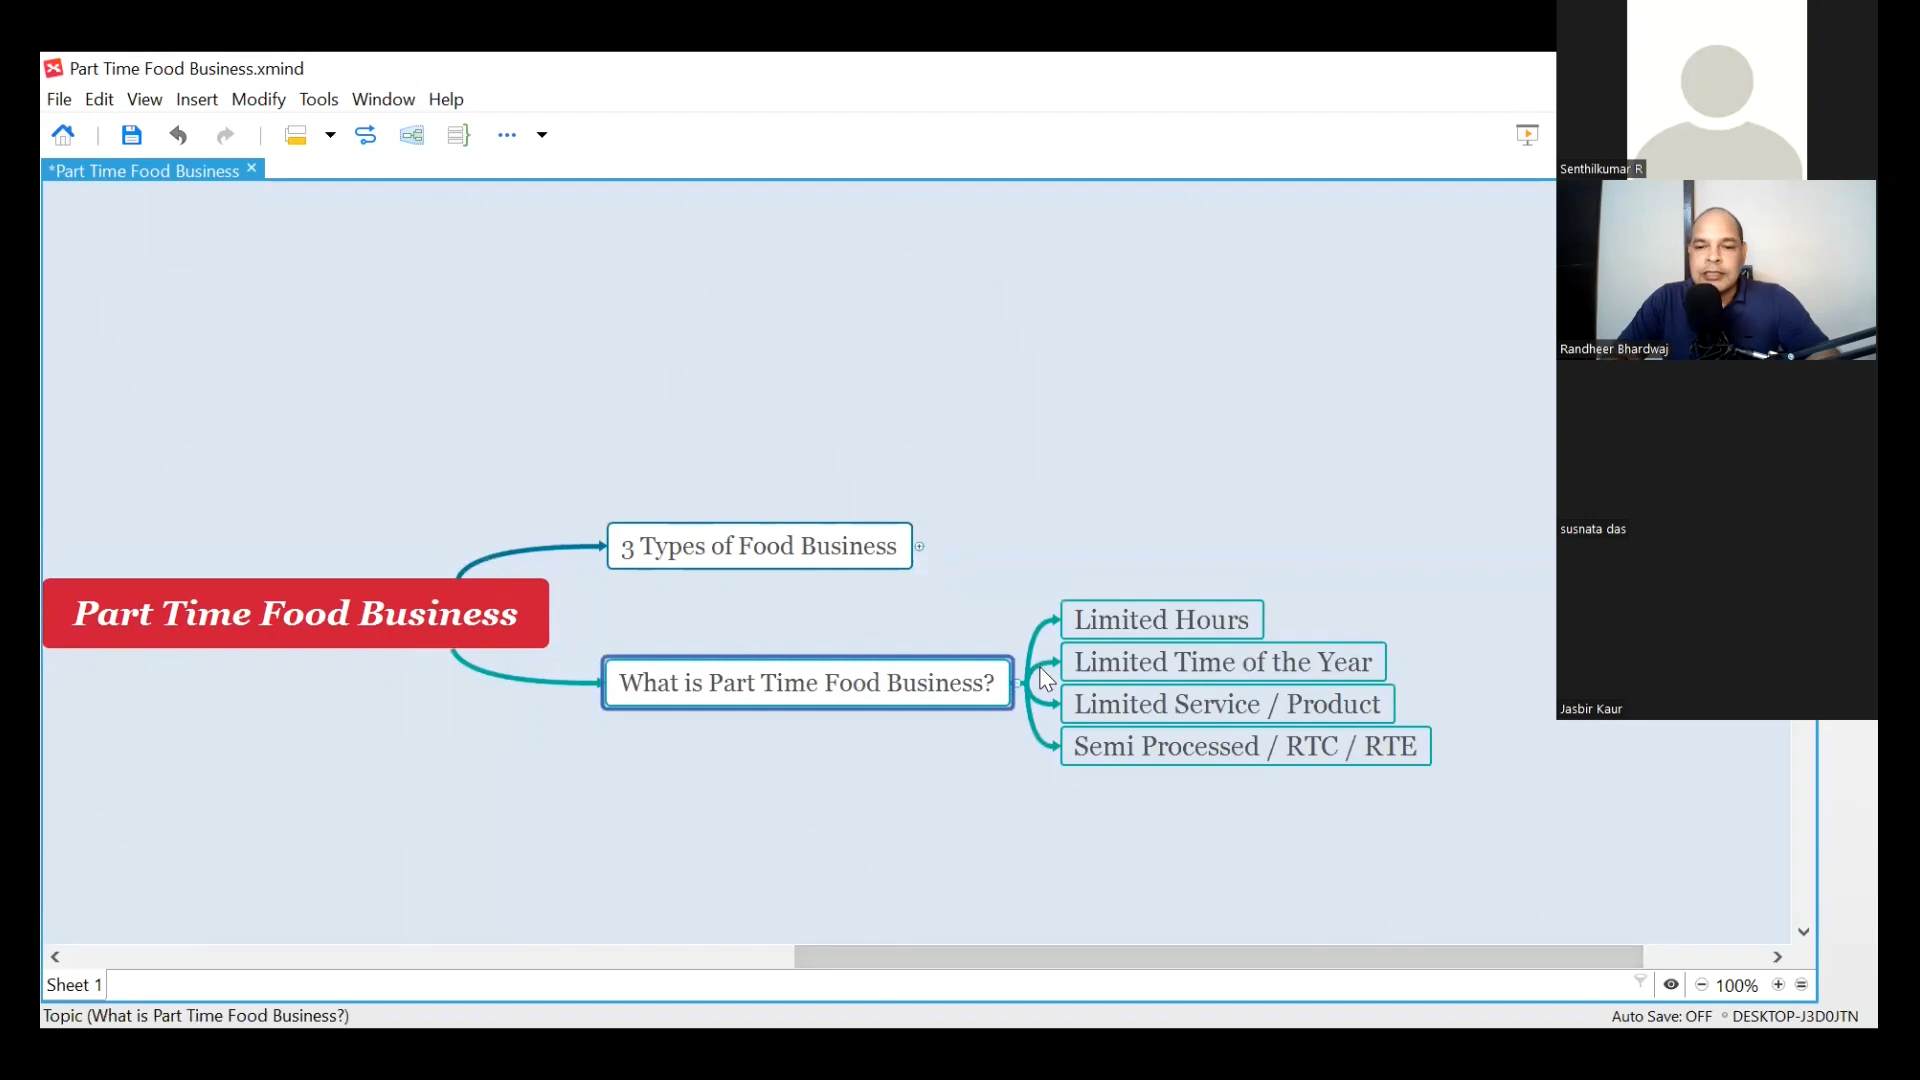 Part Time Food Business.xmind
File Edit View Insert Modify Tools Window Help
*Part Time Food Business
3 Types of Food Business
Part Time Food Business
What is Part Time Food Business?
Limited Hours
Limited Time of the Year
Limited Service / Product
Semi Processed / RTC / RTE
Sheet 1
100%
Topic (What is Part Time Food Business?)
Auto Save: OFF
DESKTOP-J3D0JTN
Senthilkumar R
Randheer Bhardwaj
susnata das
Jasbir Kaur